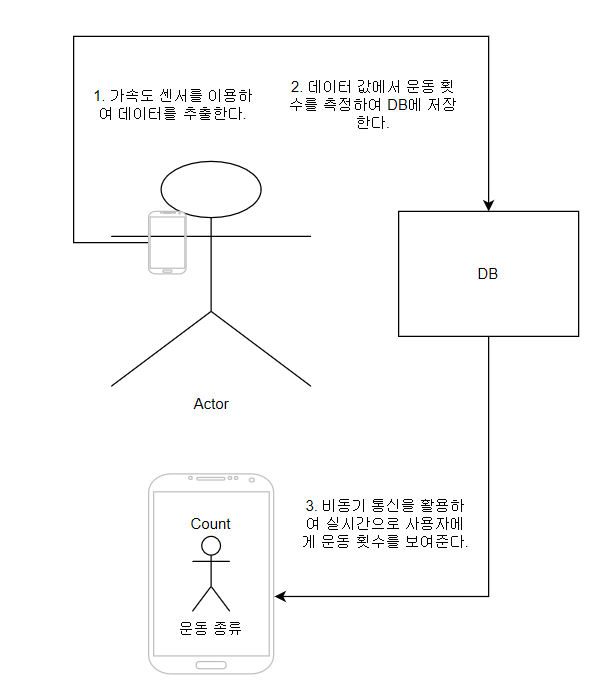 1. 가속도 센서를 이용하
여 데이터를 추출한다.
2. 데이터 값에서 운동 횟
수를 측정하여 DB에 저장
한다.
DB
Actor
3. 비동기 통신을 활용하
여 실시간으로 사용자에
게 운동 횟수를 보여준다.
Count
운동 종류